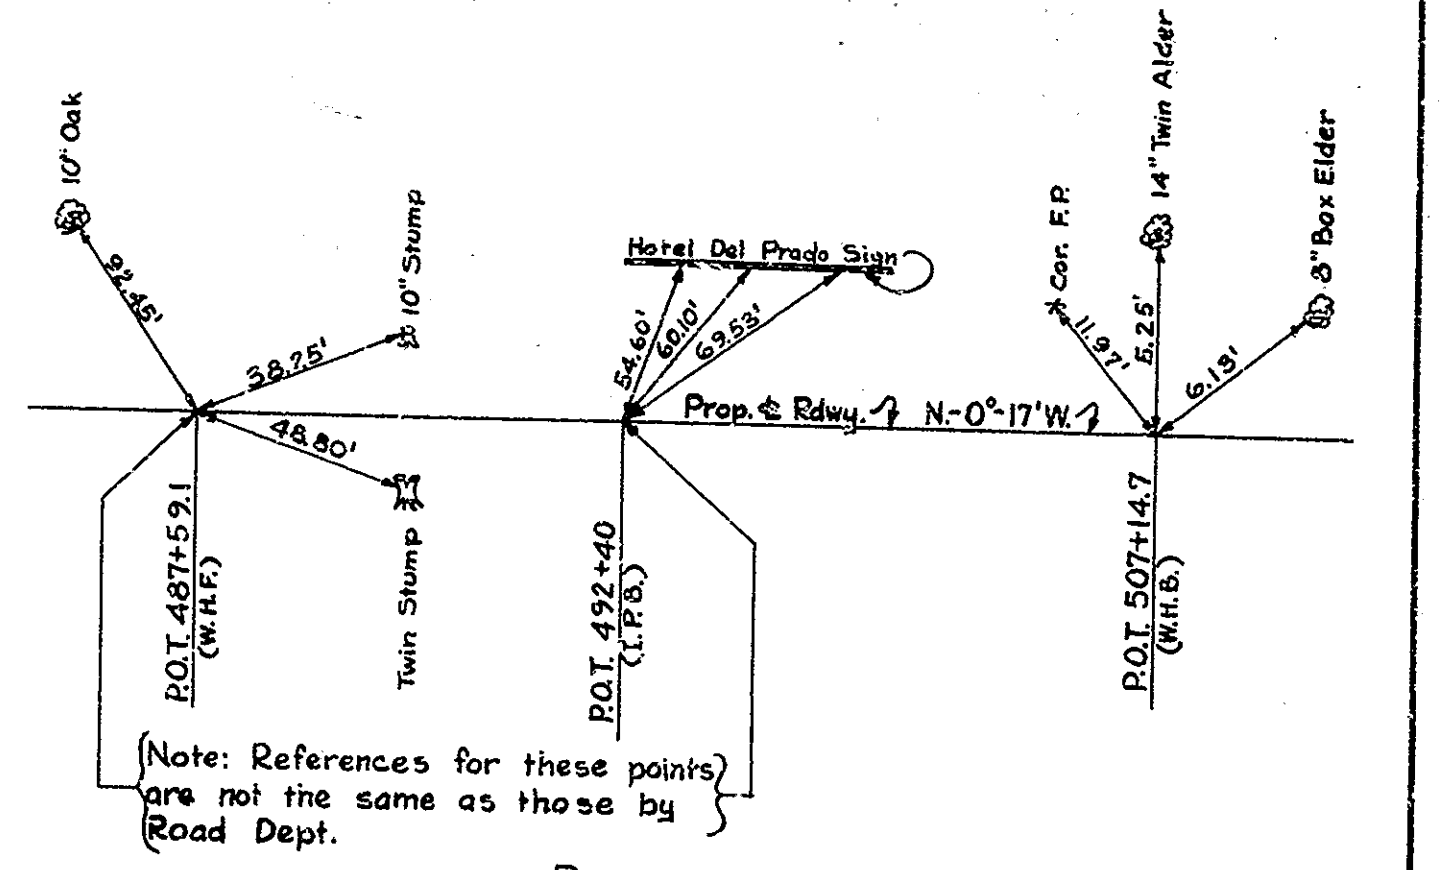 10" Oak
92.45'
10" Stump
38.75'
48.80'
Twin Stump
P.O.T. 487+59.1
(W.H.F.)
Hotel Del Prado Sign
54.60'
60.10'
69.53'
P.O.T. 492+40
(I.P.B.)
Prop. ℄ Rdwy. N.-0°-17'W.
Cor. F.P.
11.97'
14" Twin Alder
5.25'
8" Box Elder
6.13'
P.O.T. 507+14.7
(W.H.B.)
Note: References for these points
are not the same as those by
Road Dept.